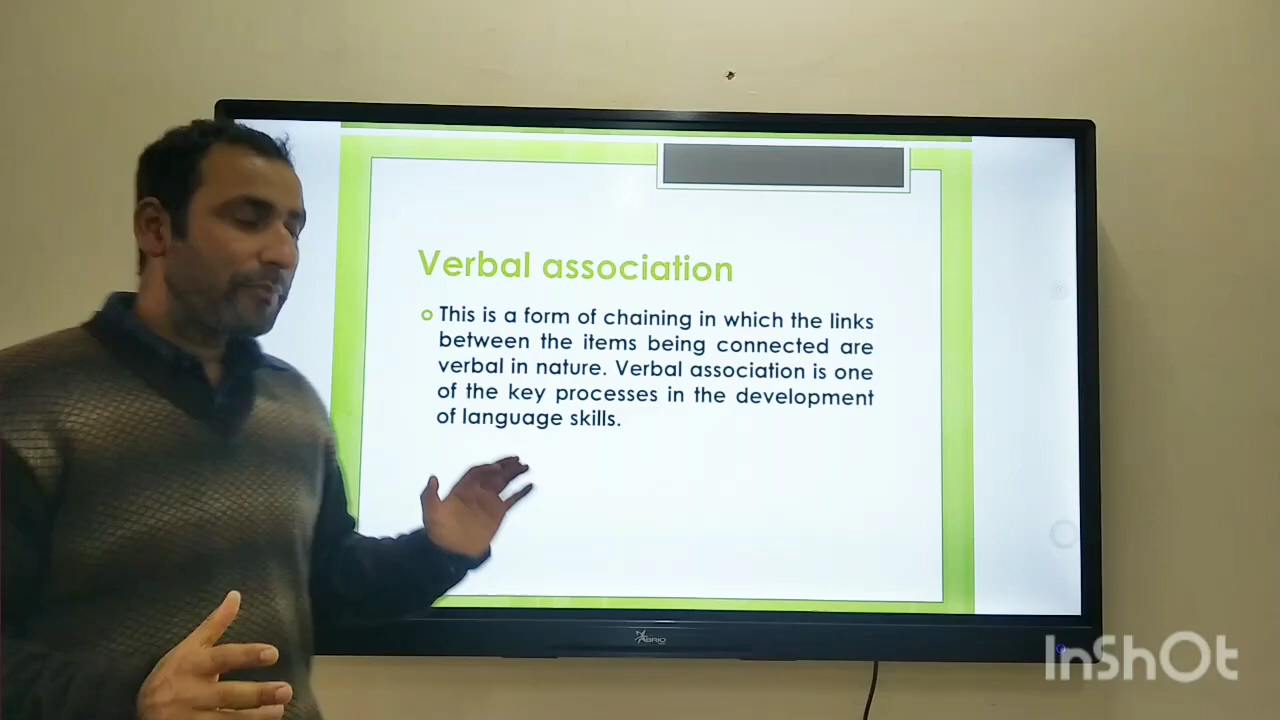 Verbal association
This is a form of chaining in which the links
between the items being connected are
verbal in nature. Verbal association is one
of the key processes in the development
of language skills.
ABRIO
InShOt